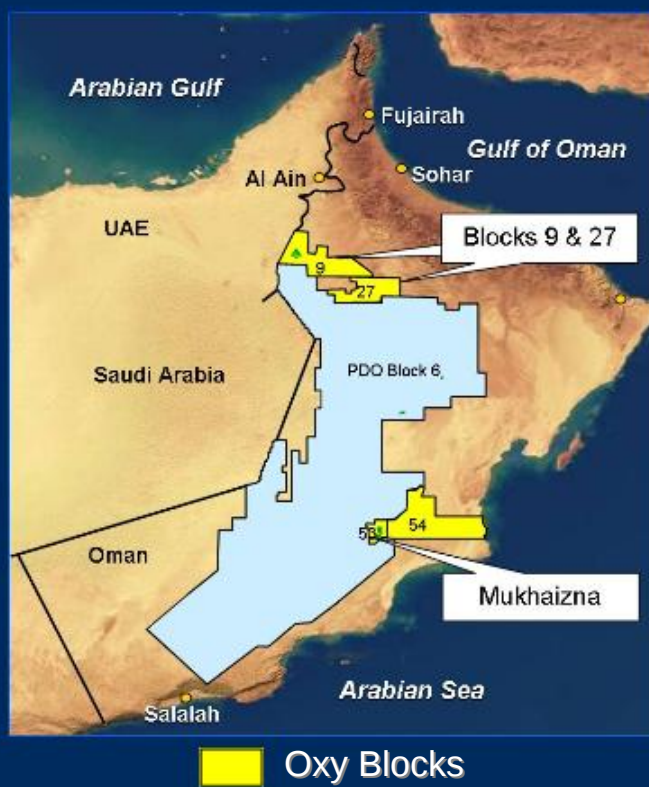 Arabian Gulf
Fujairah
Gulf of Oman
Sohar
Al Ain
UAE
Blocks 9 & 27
9
27
Saudi Arabia
PDO Block 6
54
53
Oman
Mukhaizna
Arabian Sea
Salalah
Oxy Blocks